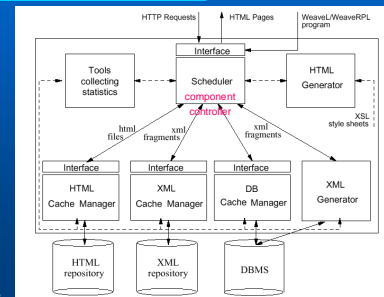 HTTP Requests
HTML Pages
WeaveL/WeaveRPL
program
Interface
Tools
collecting
statistics
Scheduler
component
controller
HTML
Generator
html
files
xml
fragments
xml
fragments
XSL
style sheets
Interface
Interface
Interface
HTML
Cache Manager
XML
Cache Manager
DB
Cache Manager
XML
Generator
HTML
repository
XML
repository
DBMS